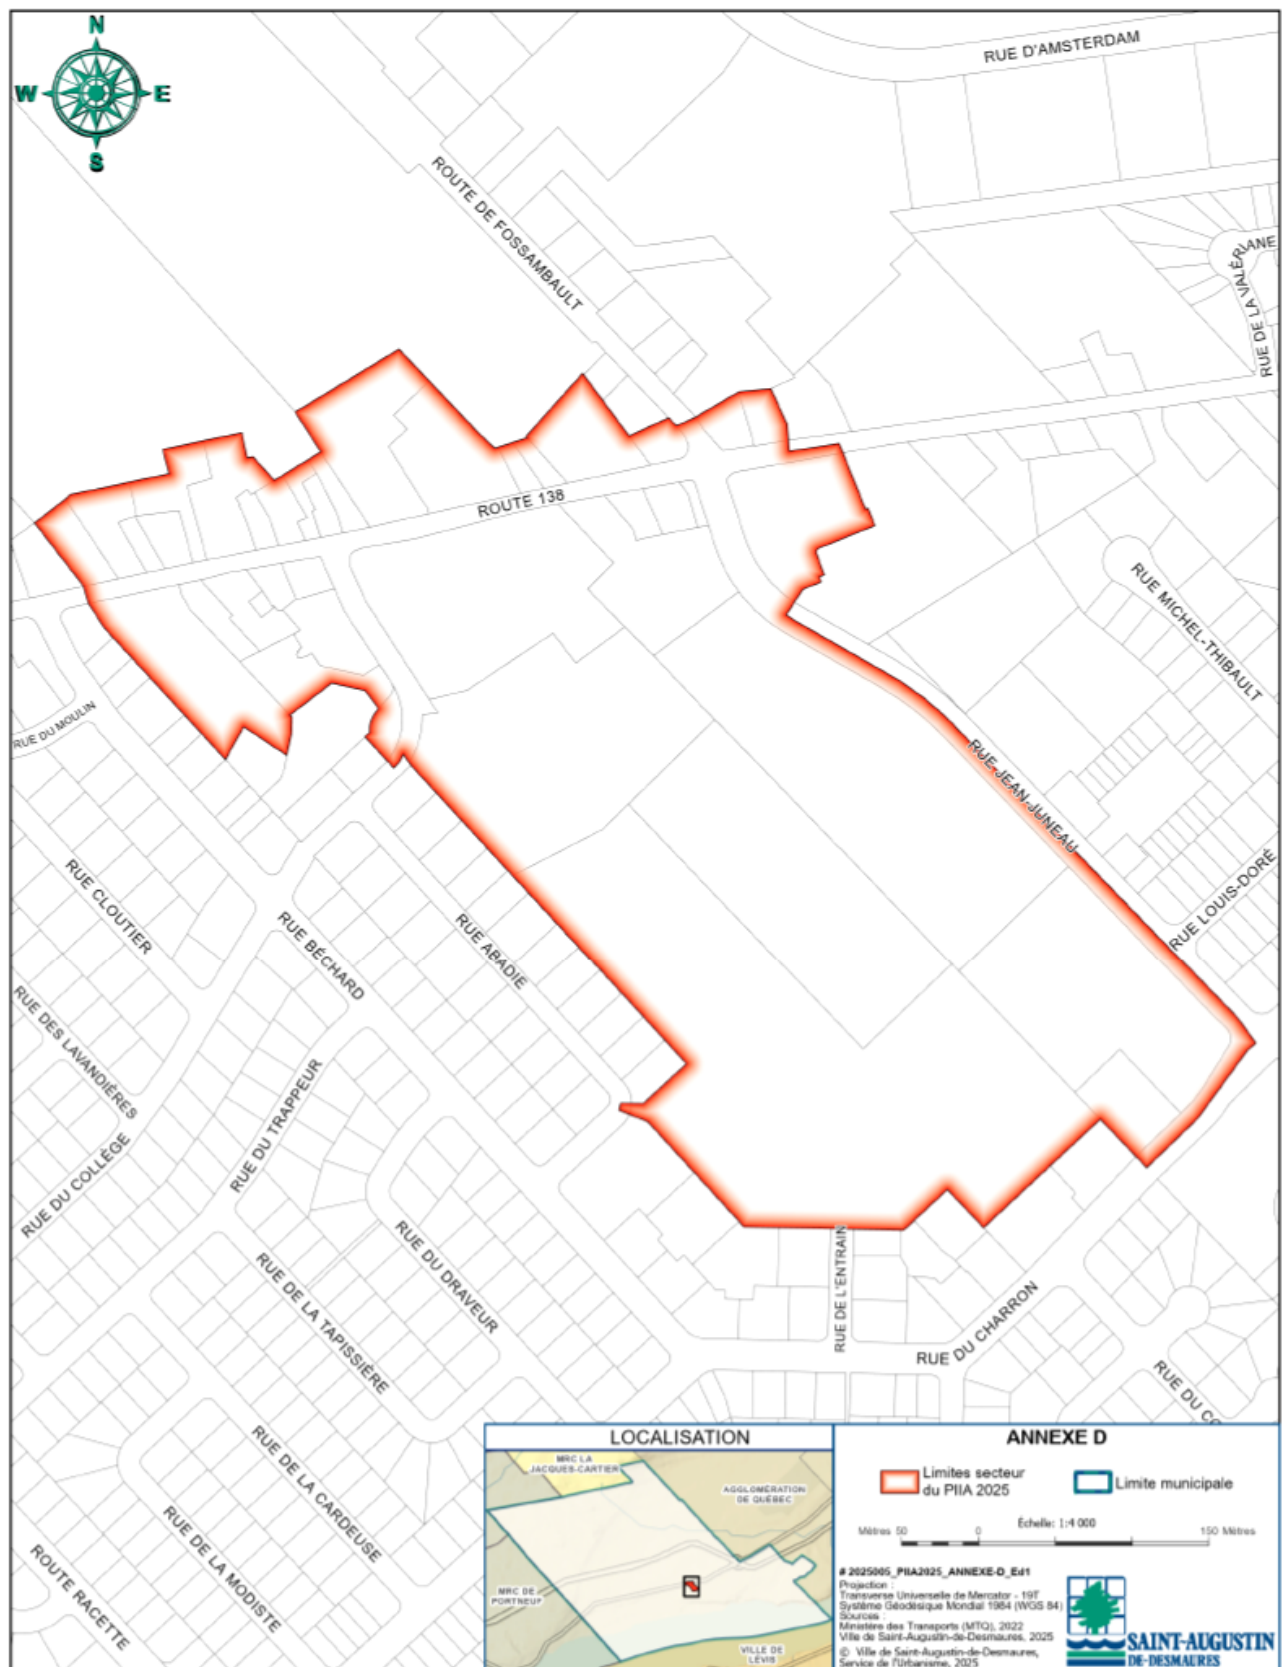 N
W E
S
RUE D'AMSTERDAM
ROUTE DE FOSSAMBAULT
RUE DE LA VALÉRIANE
ROUTE 138
RUE MICHEL-THIBAULT
RUE DU MOULIN
RUE JEAN-JUNEAU
RUE LOUIS-DORÉ
RUE CLOUTIER
RUE BÉCHARD
RUE ABADIE
RUE DES LAVANDIÈRES
RUE DU TRAPPEUR
RUE DU COLLÈGE
RUE DU DRAVEUR
RUE DE L'ENTRAIN
RUE DE LA TAPISSIÈRE
RUE DU CHARRON
RUE DU CO
RUE DE LA CARDEUSE
RUE DE LA MODISTE
ROUTE RACETTE
LOCALISATION
MRC LA
JACQUES-CARTIER
AGGLOMÉRATION
DE QUÉBEC
MRC DE
PORTNEUF
VILLE DE
LÉVIS
ANNEXE D
Limites secteur
du PIIA 2025
Limite municipale
Échelle: 1:4 000
Mètres 50 0 150 Mètres
# 2025005_PIIA2025_ANNEXE-D_Ed1
Projection :
Transverse Universelle de Mercator - 19T
Système Géodésique Mondial 1984 (WGS 84)
Sources :
Ministère des Transports (MTQ), 2022
Ville de Saint-Augustin-de-Desmaures, 2025
© Ville de Saint-Augustin-de-Desmaures,
Service de l'Urbanisme, 2025
SAINT-AUGUSTIN
DE-DESMAURES